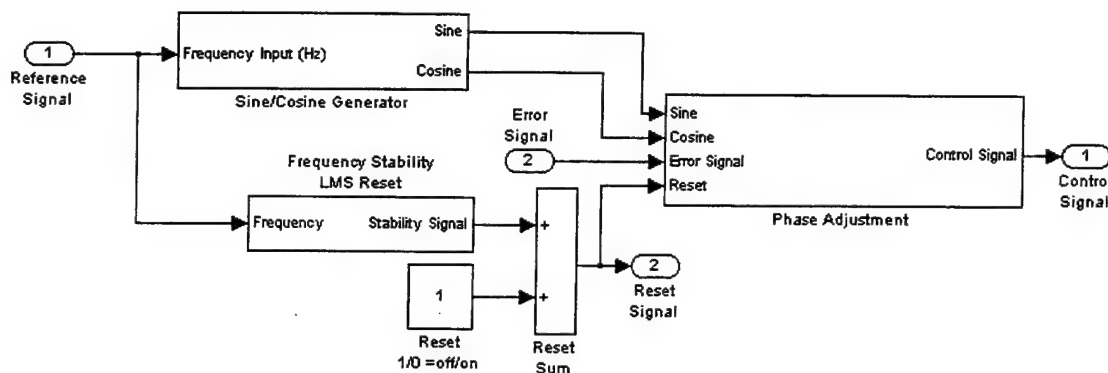 1
Reference
Signal
Frequency Input (Hz)
Sine
Cosine
Sine/Cosine Generator
Error
Signal
2
Sine
Cosine
Error Signal
Reset
Control Signal
Phase Adjustment
1
Control
Signal
Frequency Stability
LMS Reset
Frequency
Stability Signal
1
Reset
1/0 =off/on
+
+
Reset
Sum
2
Reset
Signal